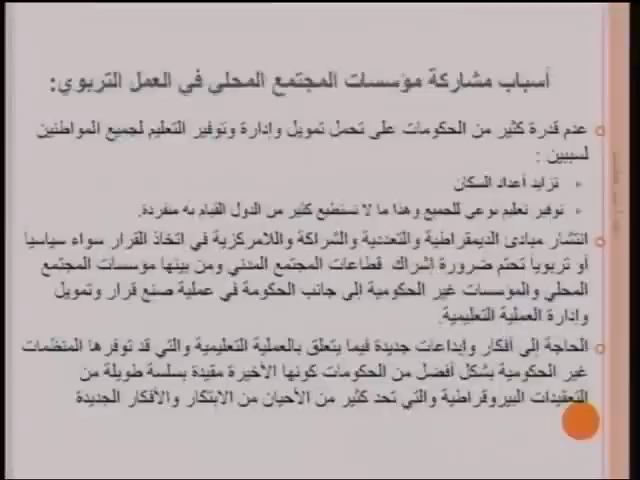 أسباب مشاركة مؤسسات المجتمع المحلي في العمل التربوي:
عدم قدرة كثير من الحكومات على تحمل تمويل وإدارة وتوفير التعليم لجميع المواطنين
لسببين :
تزايد أعداد السكان
توفير تعليم نوعي للجميع وهذا ما لا تستطيع كثير من الدول القيام به منفردة.
انتشار مبادئ الديمقراطية والتعددية والشراكة واللامركزية في اتخاذ القرار سواء سياسيا
أو تربوياً تحتم ضرورة إشراك قطاعات المجتمع المدني ومن بينها مؤسسات المجتمع
المحلي والمؤسسات غير الحكومية إلى جانب الحكومة في عملية صنع قرار وتمويل
وإدارة العملية التعليمية.
الحاجة إلى أفكار وإبداعات جديدة فيما يتعلق بالعملية التعليمية والتي قد توفرها المنظمات
غير الحكومية بشكل أفضل من الحكومات كونها الأخيرة مقيدة بسلسة طويلة من
التعقيدات البيروقراطية والتي تحد كثير من الأحيان من الابتكار والأفكار الجديدة